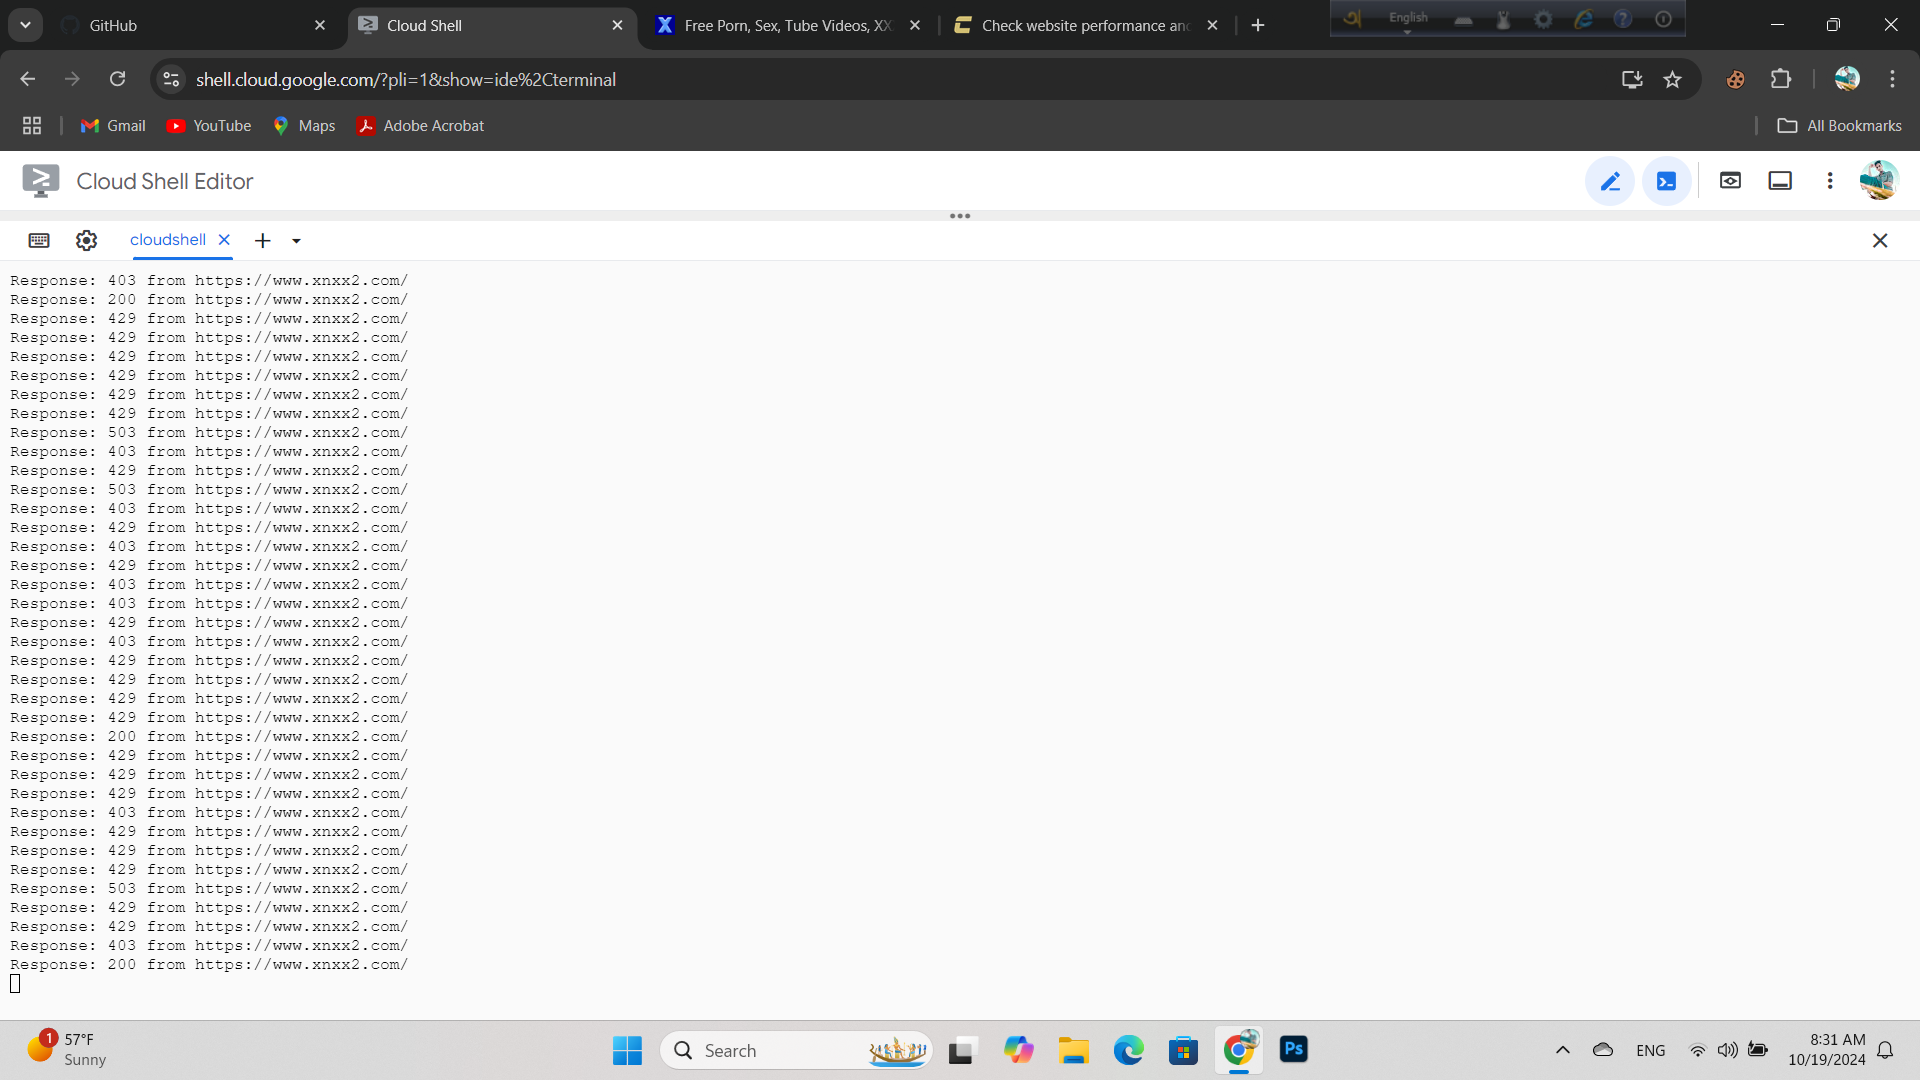 GitHub
Cloud Shell
Free Porn, Sex, Tube Videos, XX
Check website performance and
English
shell.cloud.google.com/?pli=1&show=ide%2Cterminal
Gmail
YouTube
Maps
Adobe Acrobat
All Bookmarks
Cloud Shell Editor
cloudshell
Response: 403 from https://www.xnxx2.com/
Response: 200 from https://www.xnxx2.com/
Response: 429 from https://www.xnxx2.com/
Response: 429 from https://www.xnxx2.com/
Response: 429 from https://www.xnxx2.com/
Response: 429 from https://www.xnxx2.com/
Response: 429 from https://www.xnxx2.com/
Response: 429 from https://www.xnxx2.com/
Response: 503 from https://www.xnxx2.com/
Response: 403 from https://www.xnxx2.com/
Response: 429 from https://www.xnxx2.com/
Response: 503 from https://www.xnxx2.com/
Response: 403 from https://www.xnxx2.com/
Response: 429 from https://www.xnxx2.com/
Response: 403 from https://www.xnxx2.com/
Response: 429 from https://www.xnxx2.com/
Response: 403 from https://www.xnxx2.com/
Response: 403 from https://www.xnxx2.com/
Response: 429 from https://www.xnxx2.com/
Response: 403 from https://www.xnxx2.com/
Response: 429 from https://www.xnxx2.com/
Response: 429 from https://www.xnxx2.com/
Response: 429 from https://www.xnxx2.com/
Response: 429 from https://www.xnxx2.com/
Response: 200 from https://www.xnxx2.com/
Response: 429 from https://www.xnxx2.com/
Response: 429 from https://www.xnxx2.com/
Response: 429 from https://www.xnxx2.com/
Response: 403 from https://www.xnxx2.com/
Response: 429 from https://www.xnxx2.com/
Response: 429 from https://www.xnxx2.com/
Response: 429 from https://www.xnxx2.com/
Response: 503 from https://www.xnxx2.com/
Response: 429 from https://www.xnxx2.com/
Response: 429 from https://www.xnxx2.com/
Response: 403 from https://www.xnxx2.com/
Response: 200 from https://www.xnxx2.com/
1
57°F
Sunny
Search
Ps
ENG
8:31 AM
10/19/2024